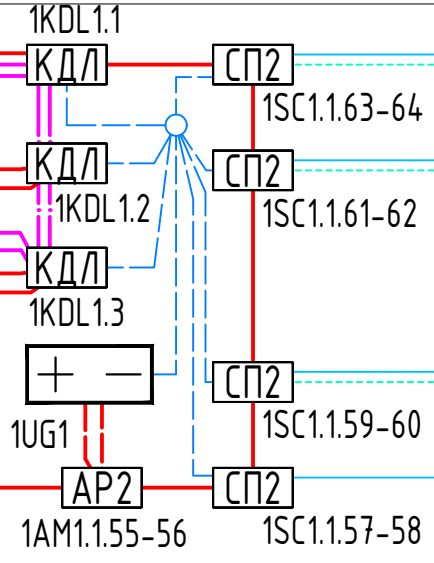 1KDL1.1
КДЛ
СП2
1SC1.1.63-64
КДЛ
СП2
1KDL1.2
1SC1.1.61-62
КДЛ
1KDL1.3
+ −
СП2
1UG1
1SC1.1.59-60
АР2
СП2
1AM1.1.55-56
1SC1.1.57-58